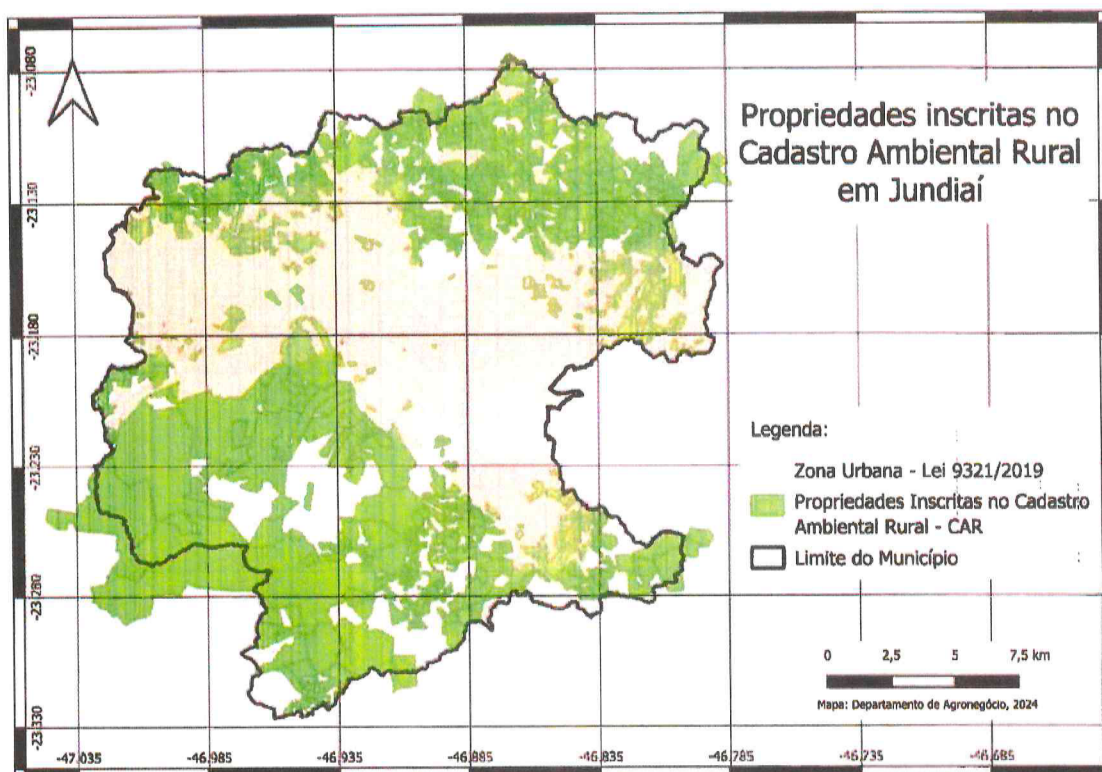 Propriedades inscritas no
Cadastro Ambiental Rural
em Jundiaí
Legenda:
Zona Urbana - Lei 9321/2019
Propriedades Inscritas no Cadastro
Ambiental Rural - CAR
Limite do Município
0 2,5 5 7,5 km
Mapa: Departamento de Agronegócio, 2024
-23.080
-23.130
-23.180
-23.230
-23.280
-23.330
-47.035 -46.985 -46.935 -46.885 -46.835 -46.785 -46.735 -46.685